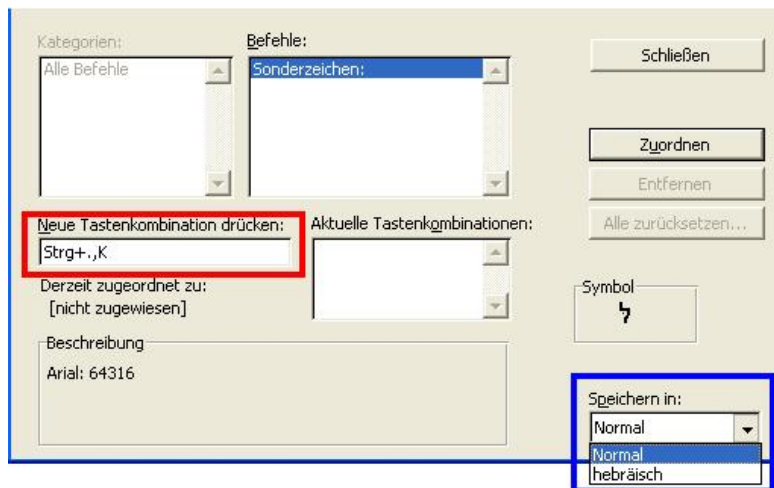 Kategorien:
Alle Befehle
Befehle:
Sonderzeichen:
Schließen
Zuordnen
Entfernen
Alle zurücksetzen...
Neue Tastenkombination drücken:
Strg+.,K
Aktuelle Tastenkombinationen:
Derzeit zugeordnet zu:
[nicht zugewiesen]
Symbol
לּ
Beschreibung
Arial: 64316
Speichern in:
Normal
Normal
hebräisch